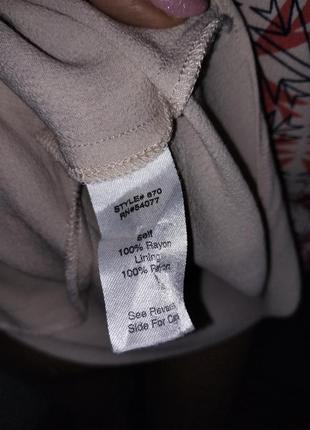 STYLE# 670
RN#54077
self
100% Rayon
Lining
100% Rayon
See Reverse
Side For Care